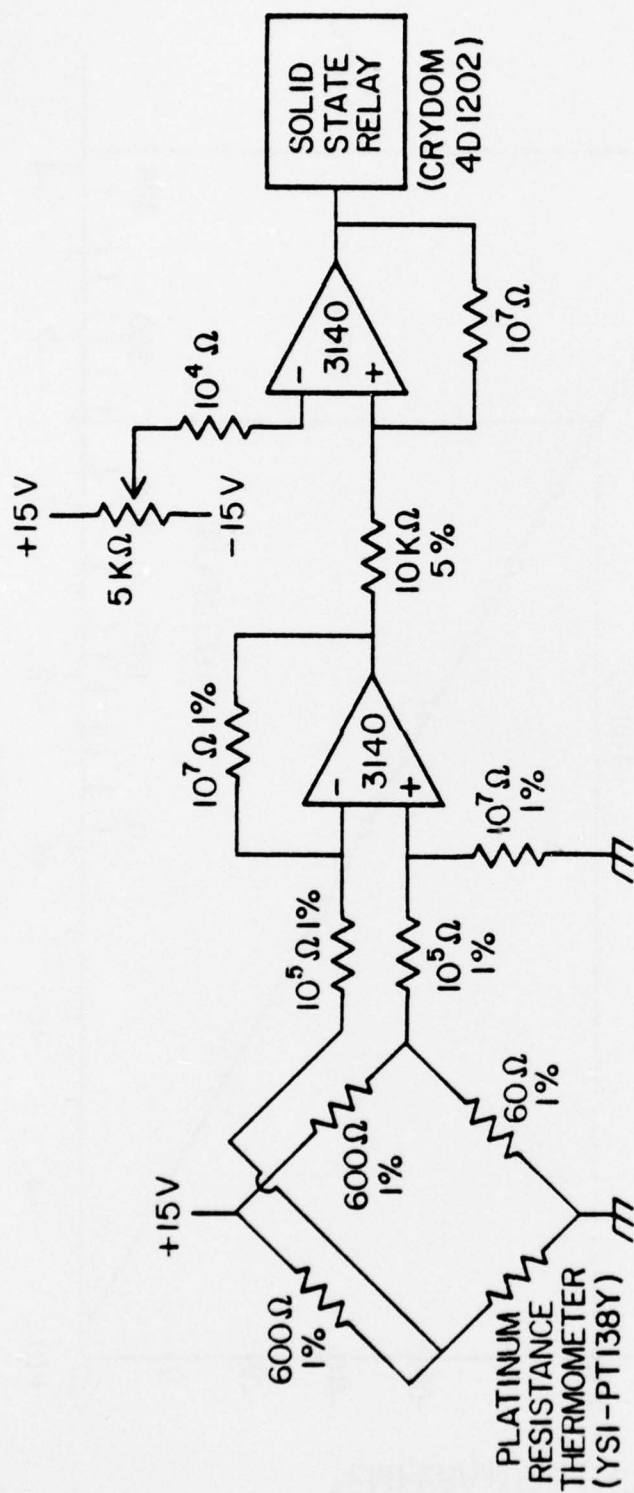 +15V
600Ω
1%
PLATINUM
RESISTANCE
THERMOMETER
(YSI-PT138Y)
600Ω
1%
60Ω
1%
10⁵Ω 1%
10⁵Ω
1%
10⁷Ω 1%
-
3140
+
10⁷Ω
1%
+15V
5KΩ
-15V
10⁴Ω
10KΩ
5%
-
3140
+
10⁷Ω
SOLID
STATE
RELAY
(CRYDOM
4D1202)